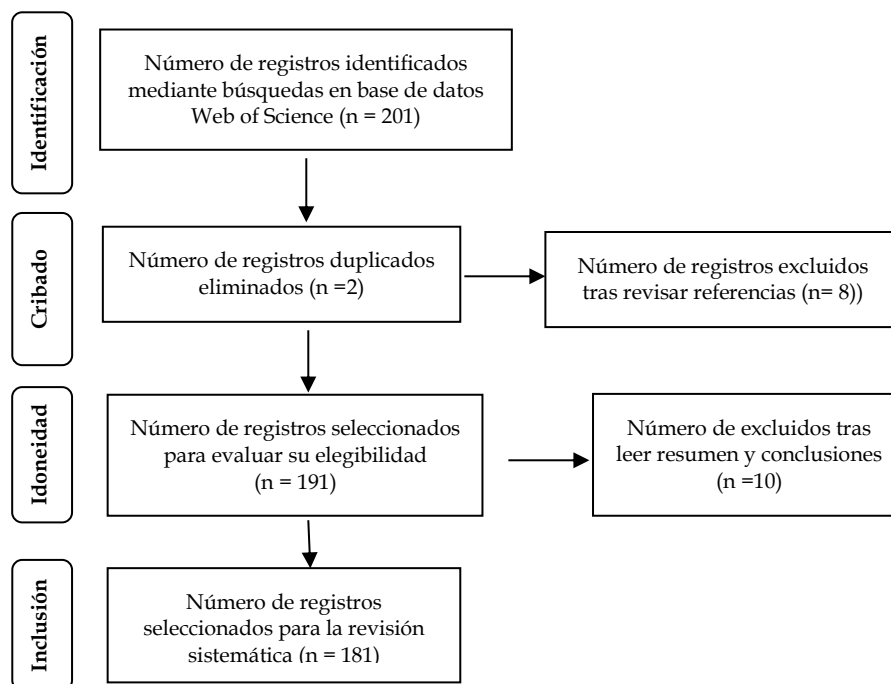 Identificación
Número de registros identificados
mediante búsquedas en base de datos
Web of Science (n = 201)
Cribado
Número de registros duplicados
eliminados (n =2)
Número de registros excluidos
tras revisar referencias (n= 8))
Idoneidad
Número de registros seleccionados
para evaluar su elegibilidad
(n = 191)
Número de excluidos tras
leer resumen y conclusiones
(n =10)
Inclusión
Número de registros
seleccionados para la revisión
sistemática (n = 181)